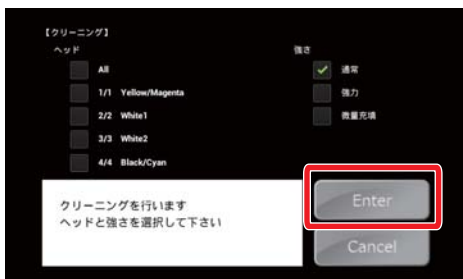 【クリーニング】
ヘッド
強さ
All
通常
1/1 Yellow/Magenta
強力
2/2 White1
微量充填
3/3 White2
4/4 Black/Cyan
クリーニングを行います
ヘッドと強さを選択して下さい
Enter
Cancel